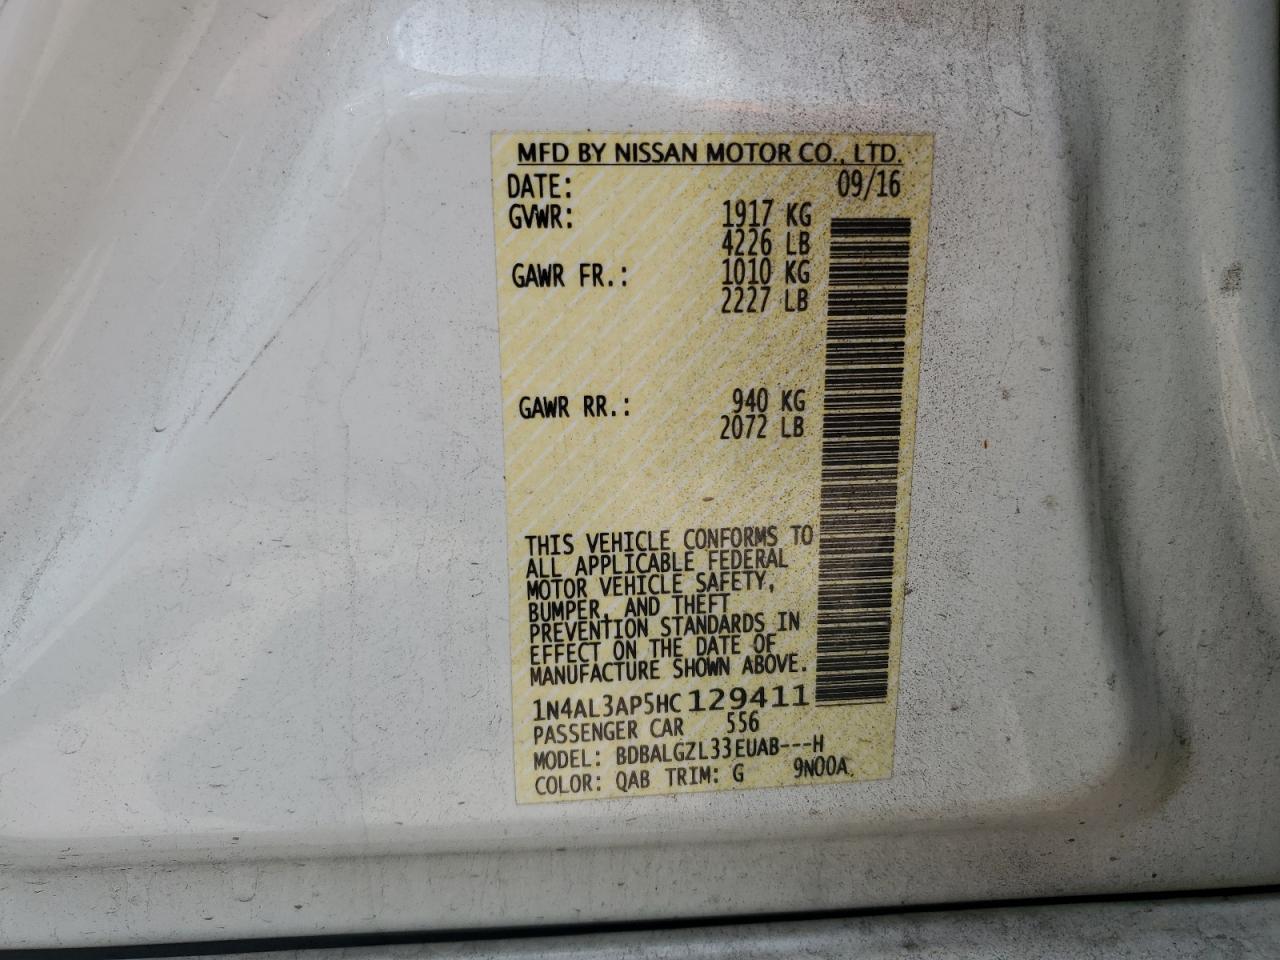 MFD BY NISSAN MOTOR CO., LTD.
DATE: 09/16
GVWR: 1917 KG
4226 LB
GAWR FR.: 1010 KG
2227 LB
GAWR RR.: 940 KG
2072 LB
THIS VEHICLE CONFORMS TO
ALL APPLICABLE FEDERAL
MOTOR VEHICLE SAFETY,
BUMPER, AND THEFT
PREVENTION STANDARDS IN
EFFECT ON THE DATE OF
MANUFACTURE SHOWN ABOVE.
1N4AL3AP5HC129411
PASSENGER CAR 556
MODEL: BDBALGZL33EUAB---H
COLOR: QAB TRIM: G 9N00A